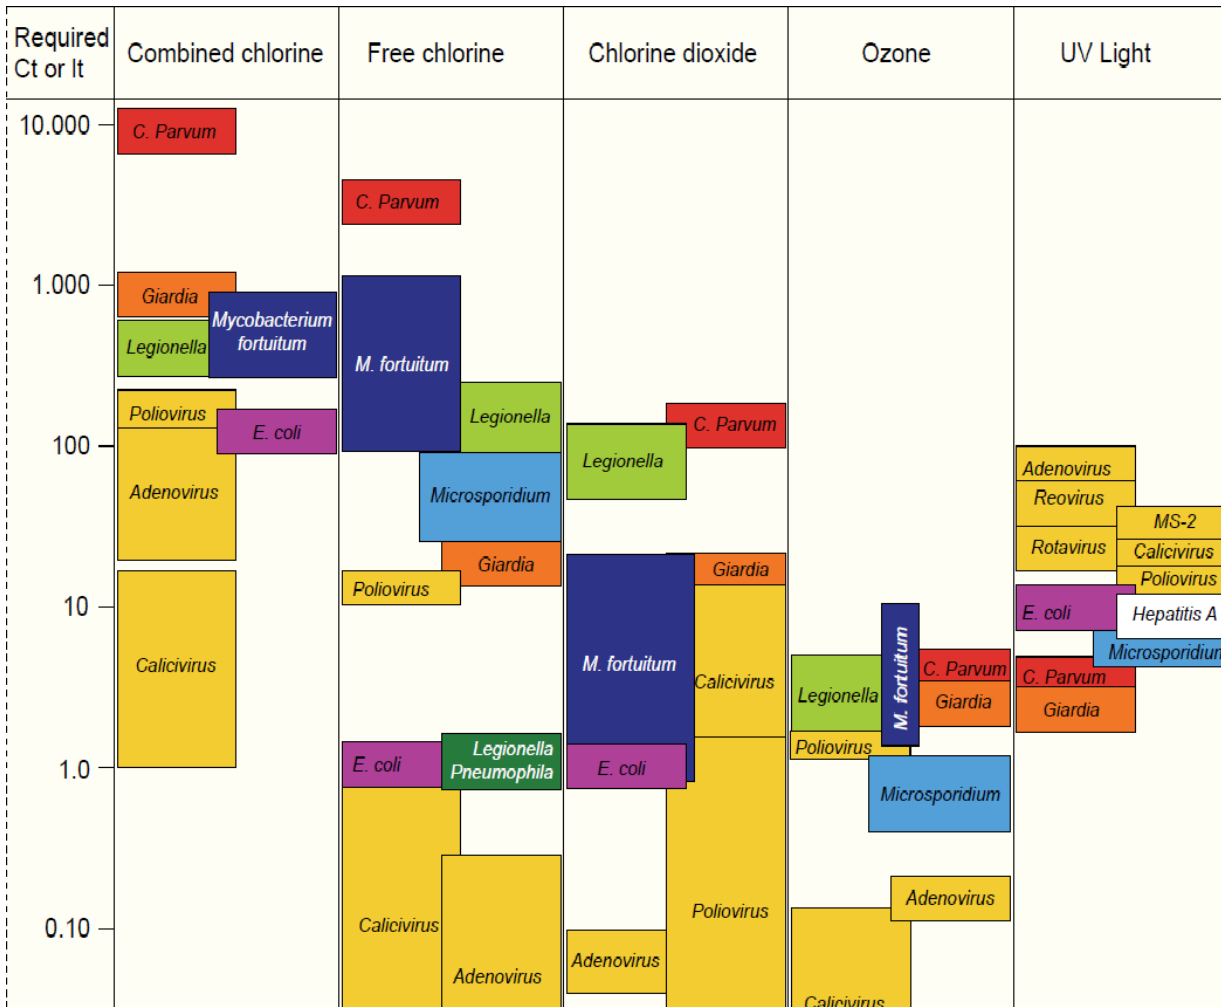 Required
Ct or It
Combined chlorine
Free chlorine
Chlorine dioxide
Ozone
UV Light
10.000
1.000
100
10
1.0
0.10
C. Parvum
Giardia
Mycobacterium
fortuitum
Legionella
Poliovirus
E. coli
Adenovirus
Calicivirus
C. Parvum
M. fortuitum
Legionella
Microsporidium
Giardia
Poliovirus
E. coli
Legionella
Pneumophila
Calicivirus
Adenovirus
C. Parvum
Legionella
Giardia
M. fortuitum
Calicivirus
E. coli
Poliovirus
Adenovirus
M. fortuitum
Legionella
C. Parvum
Giardia
Poliovirus
Microsporidium
Adenovirus
Calicivirus
Adenovirus
Reovirus
MS-2
Rotavirus
Calicivirus
Poliovirus
E. coli
Hepatitis A
Microsporidium
C. Parvum
Giardia